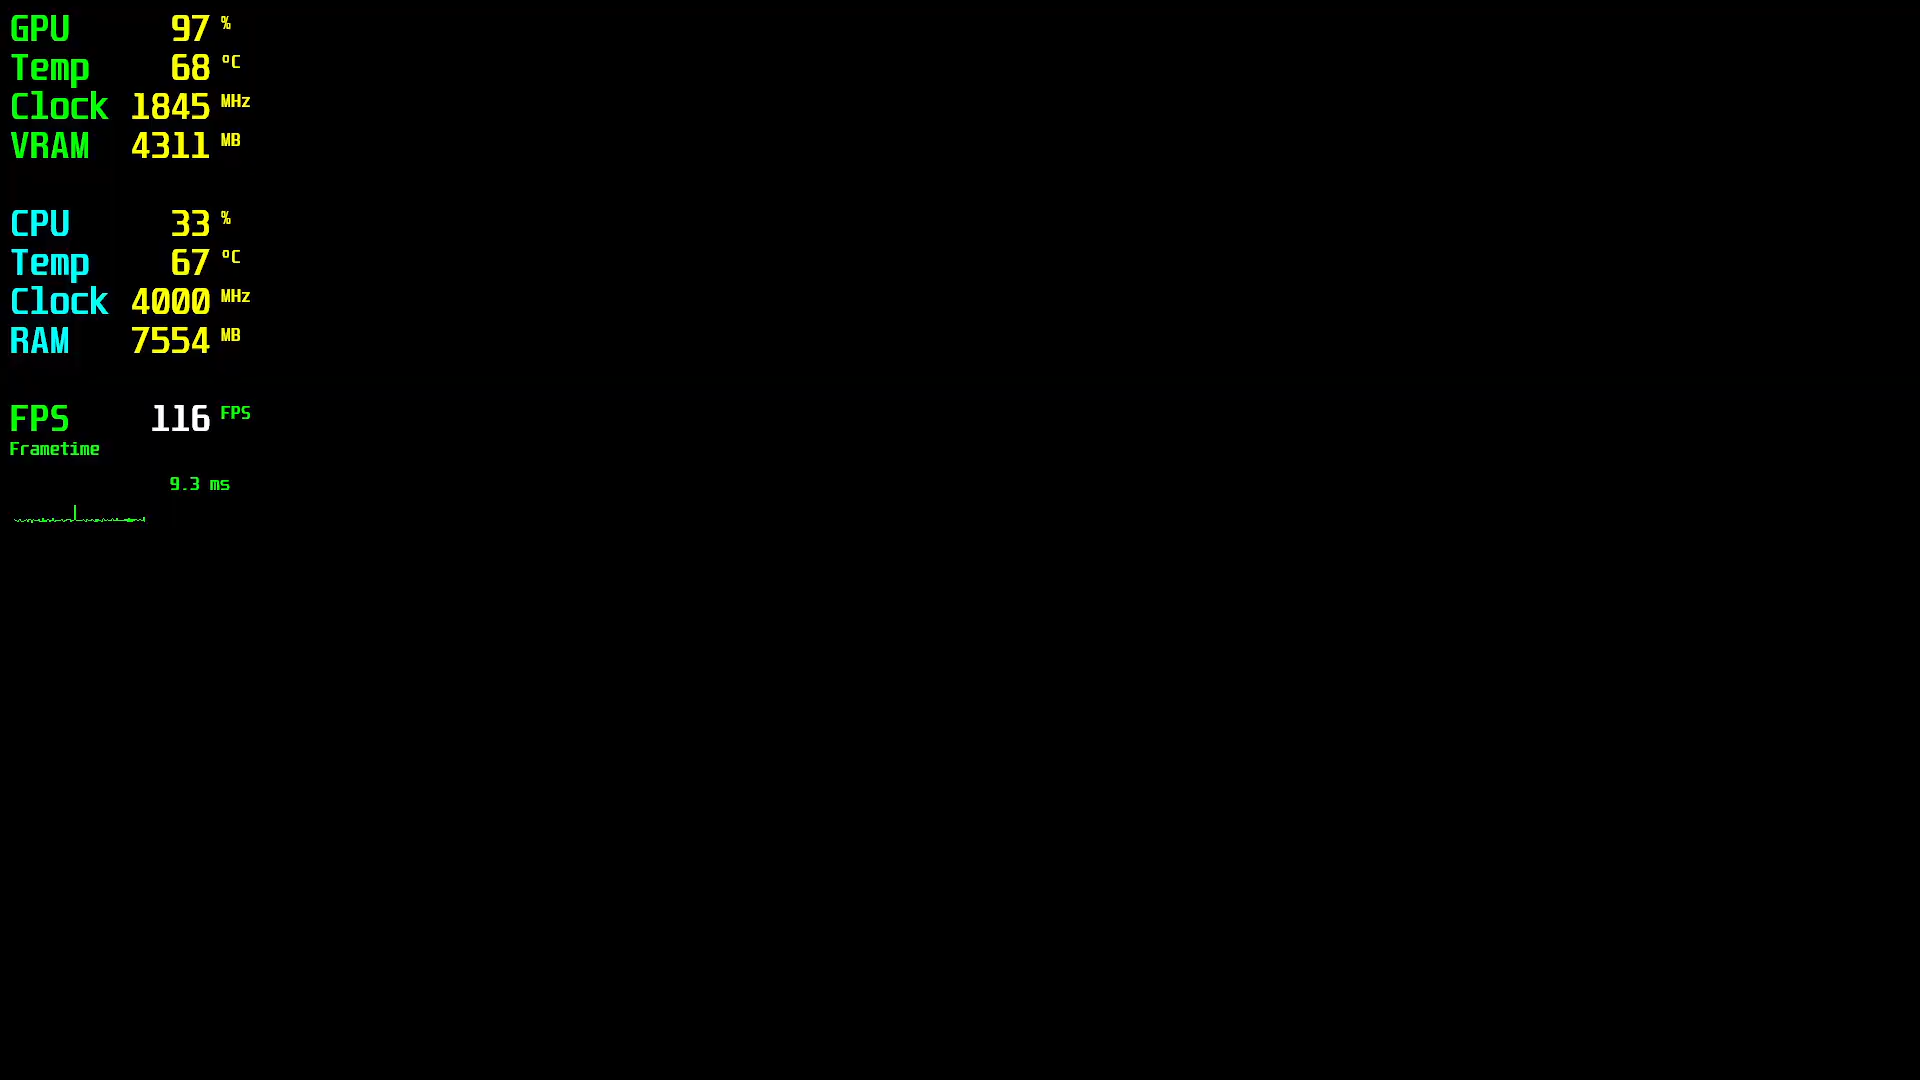 GPU 97 %
Temp 68 °C
Clock 1845 MHz
VRAM 4311 MB
CPU 33 %
Temp 67 °C
Clock 4000 MHz
RAM 7554 MB
FPS 116 FPS
Frametime
9.3 ms